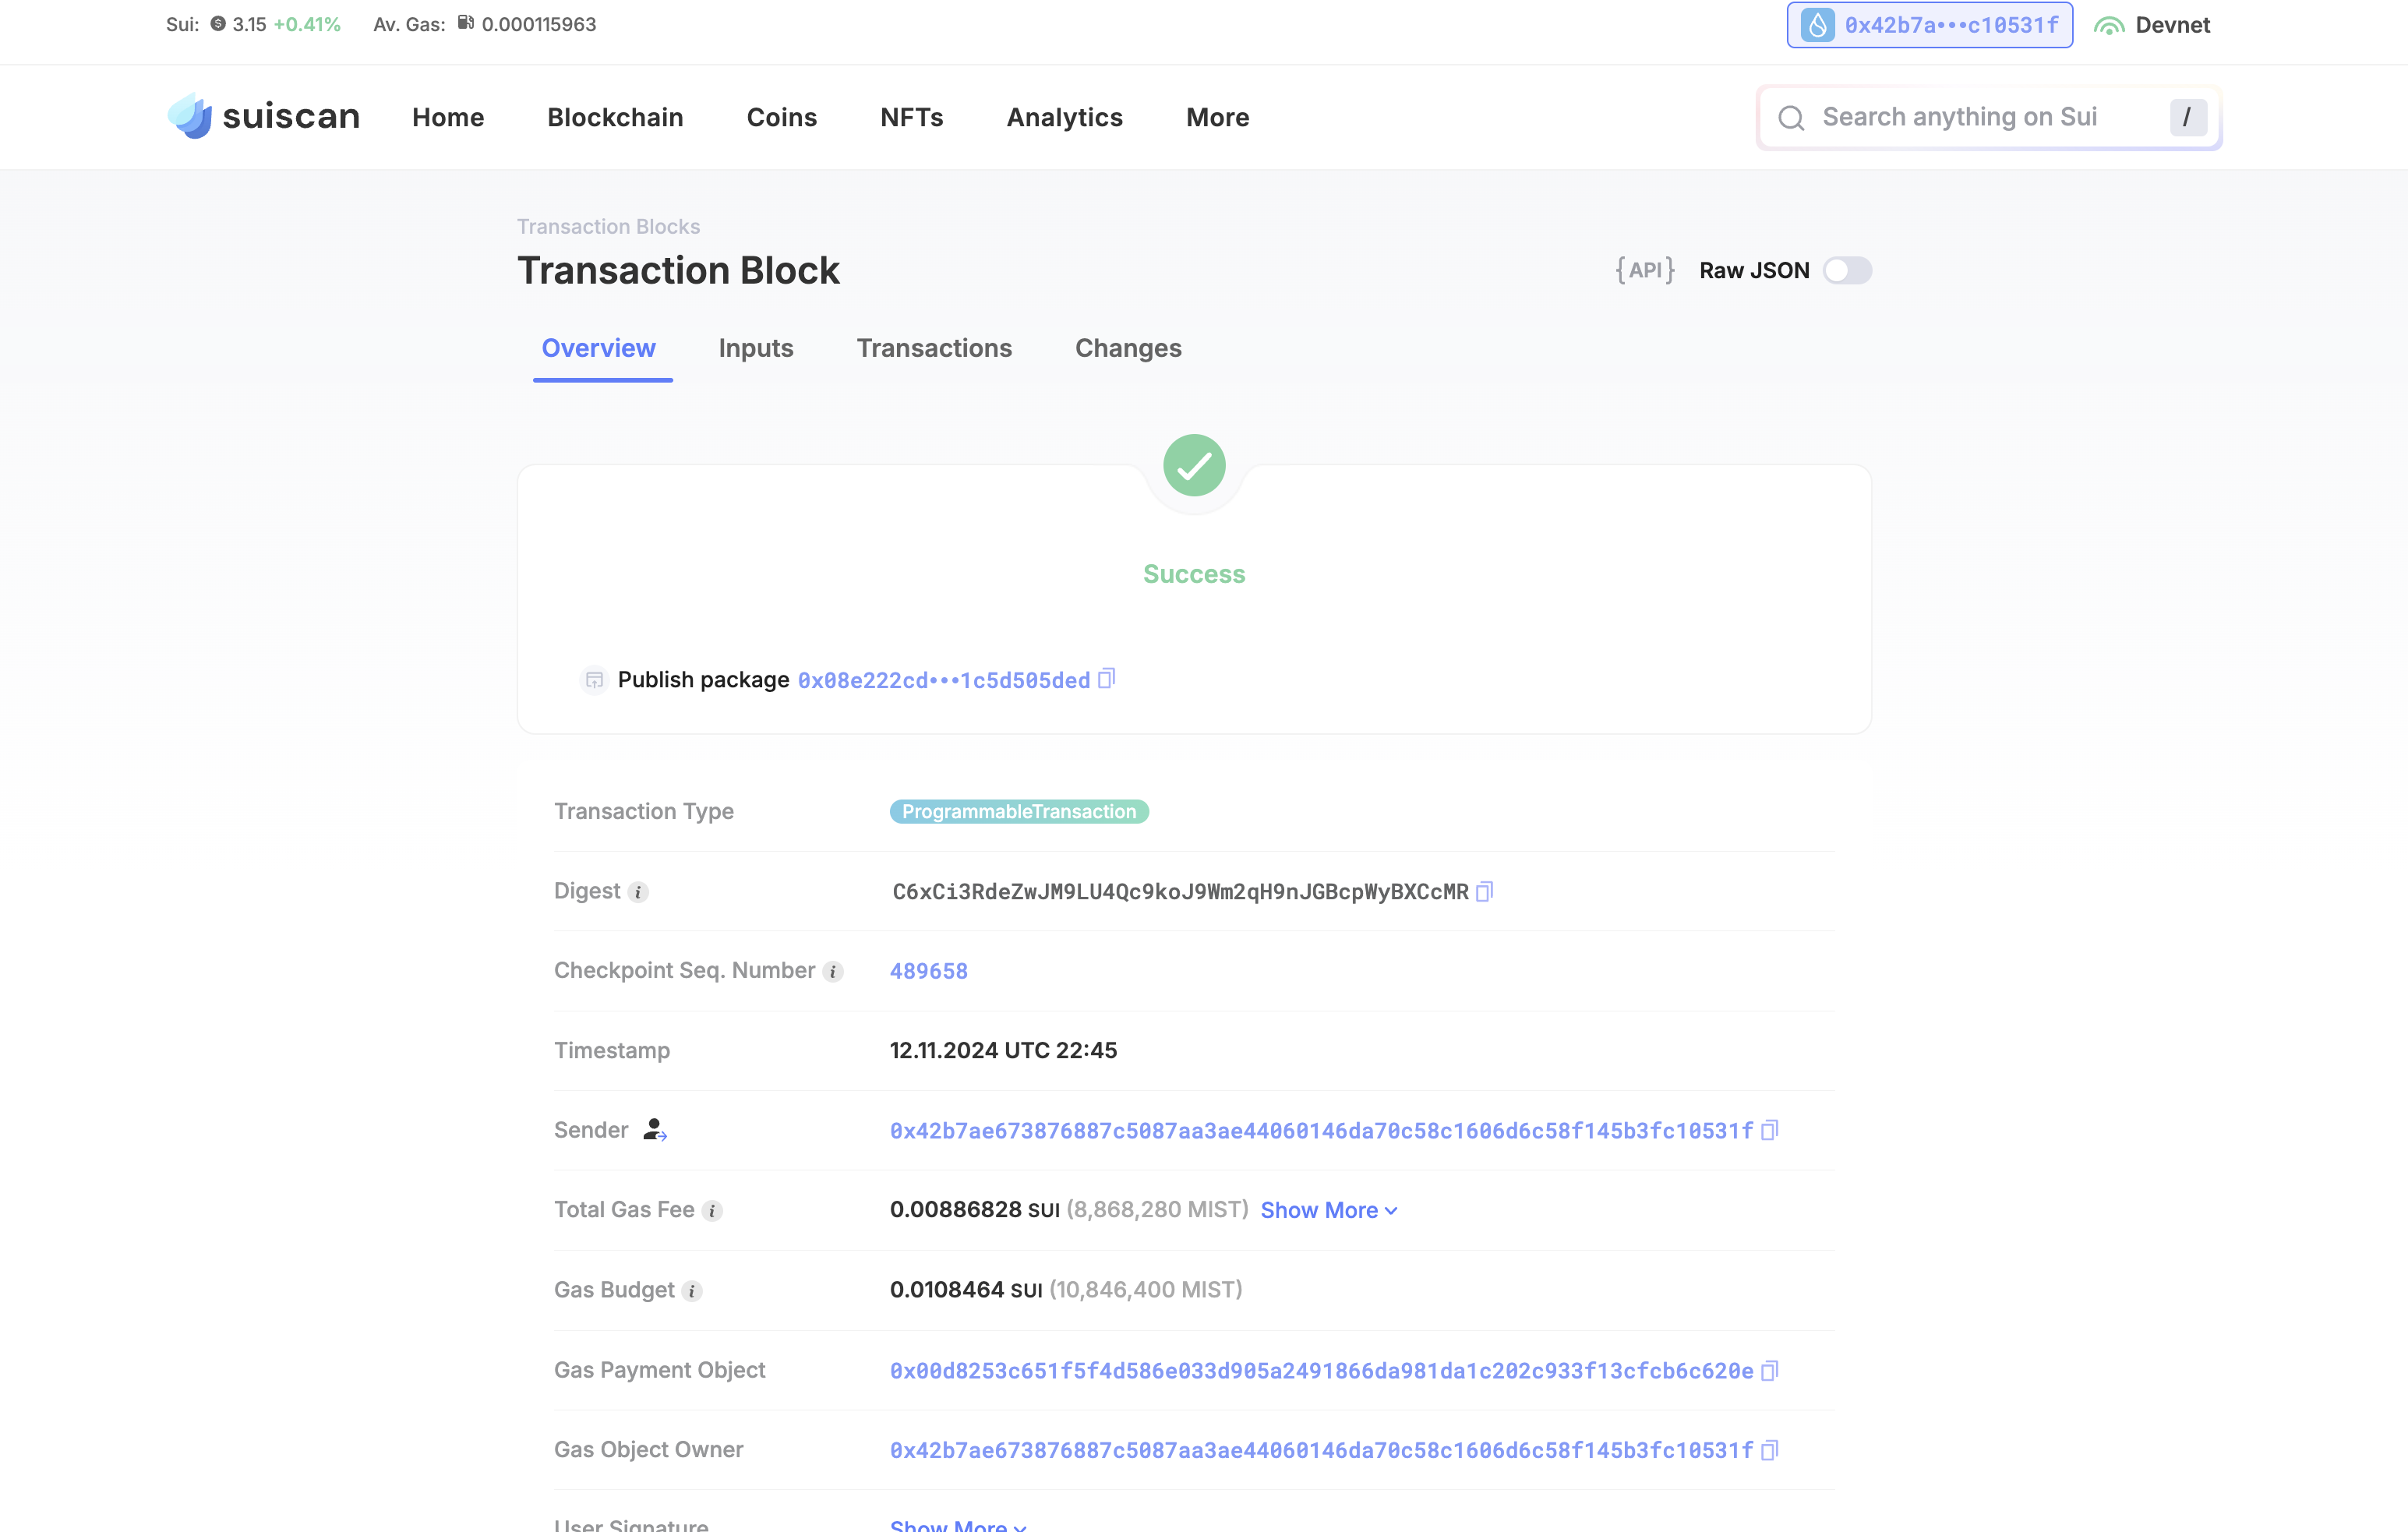 Sui: 3.15 +0.41% Av. Gas: 0.000115963
0x42b7a•••c10531f Devnet
suiscan Home Blockchain Coins NFTs Analytics More
Search anything on Sui /
Transaction Blocks
Transaction Block
{API} Raw JSON
Overview Inputs Transactions Changes
Success
Publish package 0x08e222cd•••1c5d505ded
Transaction Type ProgrammableTransaction
Digest i C6xCi3RdeZwJM9LU4Qc9koJ9Wm2qH9nJGBcpWyBXCcMR
Checkpoint Seq. Number i 489658
Timestamp 12.11.2024 UTC 22:45
Sender 0x42b7ae673876887c5087aa3ae44060146da70c58c1606d6c58f145b3fc10531f
Total Gas Fee i 0.00886828 SUI (8,868,280 MIST) Show More
Gas Budget i 0.0108464 SUI (10,846,400 MIST)
Gas Payment Object 0x00d8253c651f5f4d586e033d905a2491866da981da1c202c933f13cfcb6c620e
Gas Object Owner 0x42b7ae673876887c5087aa3ae44060146da70c58c1606d6c58f145b3fc10531f
User Signature Show More